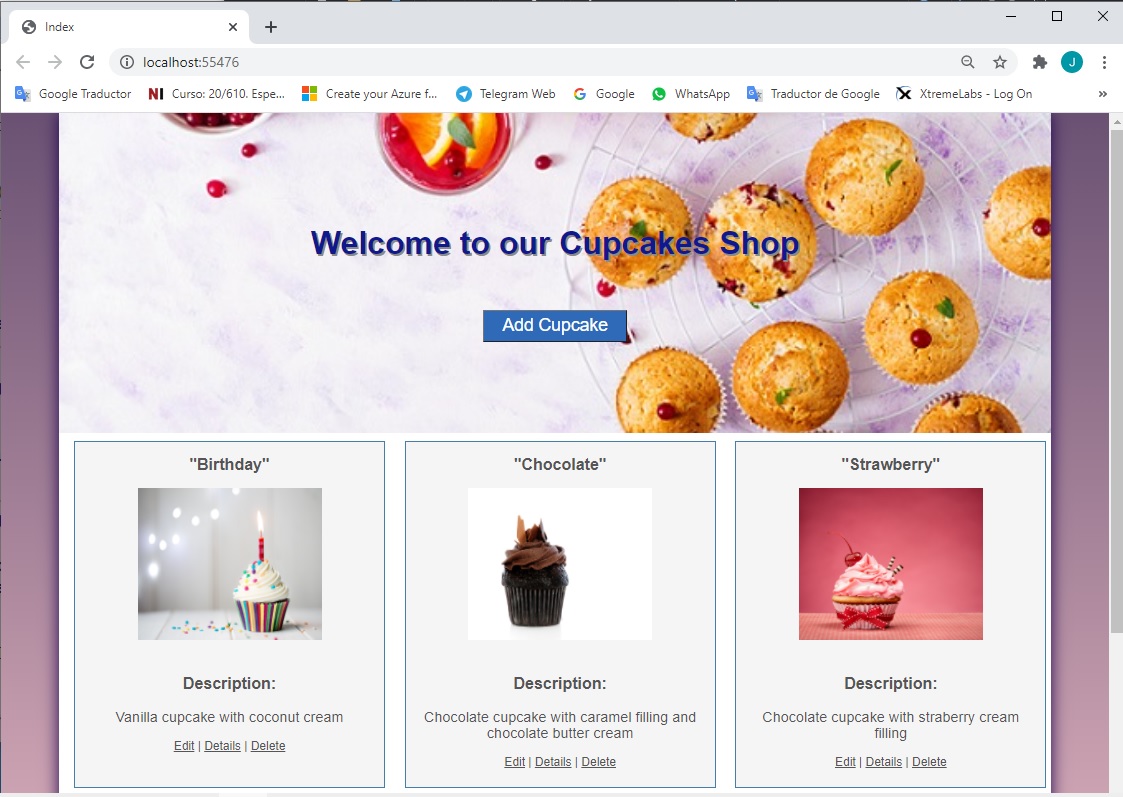 Index
localhost:55476
J
Google Traductor
Curso: 20/610. Espe...
Create your Azure f...
Telegram Web
Google
WhatsApp
Traductor de Google
XtremeLabs - Log On
»
Welcome to our Cupcakes Shop
Add Cupcake
"Birthday"
Description:
Vanilla cupcake with coconut cream
Edit | Details | Delete
"Chocolate"
Description:
Chocolate cupcake with caramel filling and
chocolate butter cream
Edit | Details | Delete
"Strawberry"
Description:
Chocolate cupcake with straberry cream
filling
Edit | Details | Delete